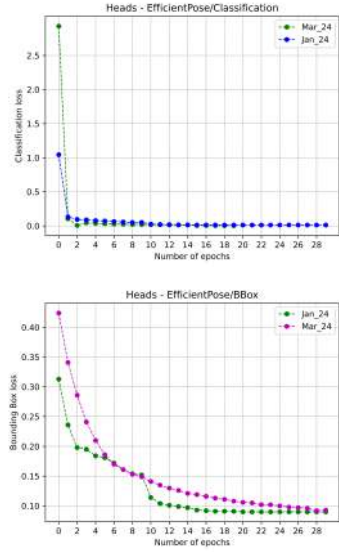 Heads - EfficientPose/Classification
Mar_24
Jan_24
Classification loss
2.5
2.0
1.5
1.0
0.5
0.0
0 2 4 6 8 10 12 14 16 18 20 22 24 26 28
Number of epochs
Heads - EfficientPose/BBox
Jan_24
Mar_24
Bounding Box loss
0.40
0.35
0.30
0.25
0.20
0.15
0.10
0 2 4 6 8 10 12 14 16 18 20 22 24 26 28
Number of epochs